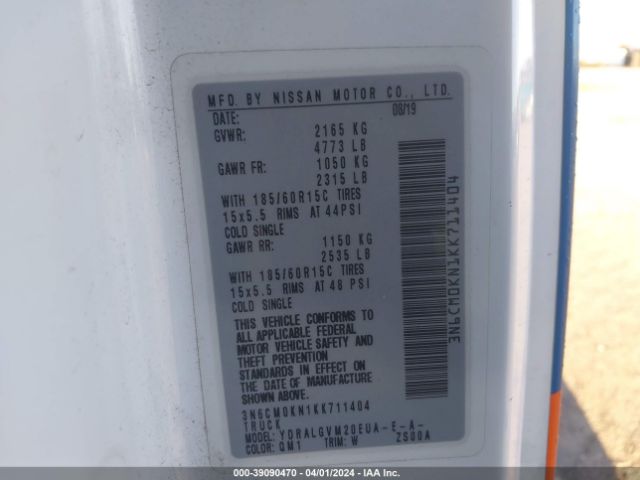 MFD. BY NISSAN MOTOR CO., LTD.
DATE: 08/19
GVWR: 2165 KG
4773 LB
GAWR FR: 1050 KG
2315 LB
WITH 185/60R15C TIRES
15x5.5 RIMS AT 44PSI
COLD SINGLE
GAWR RR: 1150 KG
2535 LB
WITH 185/60R15C TIRES
15x5.5 RIMS AT 48 PSI
COLD SINGLE
THIS VEHICLE CONFORMS TO
ALL APPLICABLE FEDERAL
MOTOR VEHICLE SAFETY AND
THEFT PREVENTION
STANDARDS IN EFFECT ON
THE DATE OF MANUFACTURE
SHOWN ABOVE.
3N6CM0KN1KK711404
TRUCK
MODEL: YDRALGVM20EUA-E-A-
COLOR: QM1 TRIM: W ZS00A
3N6CM0KN1KK711404
000-39090470 - 04/01/2024 - IAAI.COM